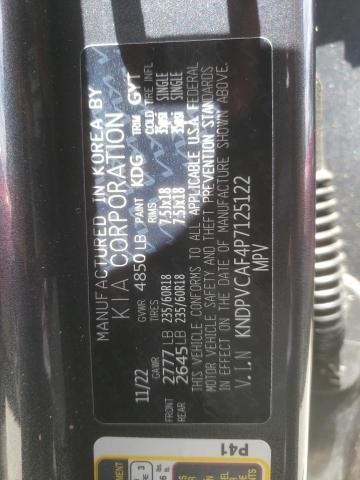 MANUFACTURED IN KOREA BY
KIA CORPORATION
11/22 GVWR 4850 LB PAINT KDG TRIM GYT
GAWR TIRES RIMS COLD TIRE INFL
FRONT 2777 LB 235/60R18 7.5JX18 SINGLE
REAR 2645 LB 235/60R18 7.5JX18 SINGLE
THIS VEHICLE CONFORMS TO ALL APPLICABLE U.S.A FEDERAL
MOTOR VEHICLE SAFETY AND THEFT PREVENTION STANDARDS
IN EFFECT ON THE DATE OF MANUFACTURE SHOWN ABOVE.
V.I.N KNDPVCAF4P7125122
MPV
P41
3